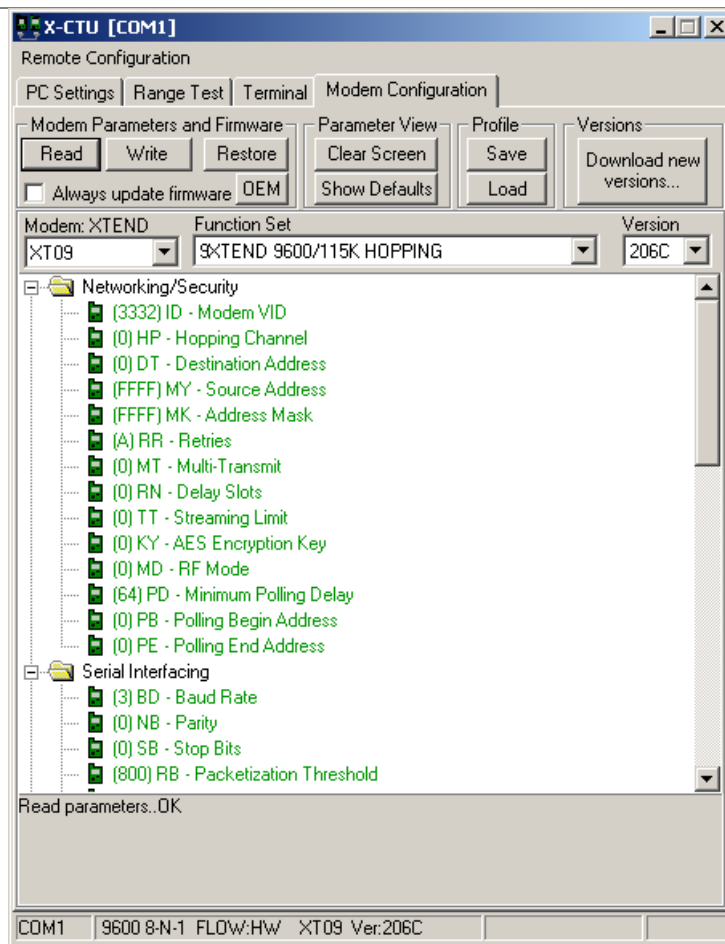 X-CTU [COM1]
Remote Configuration
PC Settings Range Test Terminal Modem Configuration
Modem Parameters and Firmware Parameter View Profile Versions
Read Write Restore Clear Screen Save Download new versions...
Always update firmware OEM Show Defaults Load
Modem: XTEND Function Set Version
XT09 9XTEND 9600/115K HOPPING 206C
Networking/Security
(3332) ID - Modem VID
(0) HP - Hopping Channel
(0) DT - Destination Address
(FFFF) MY - Source Address
(FFFF) MK - Address Mask
(A) RR - Retries
(0) MT - Multi-Transmit
(0) RN - Delay Slots
(0) TT - Streaming Limit
(0) KY - AES Encryption Key
(0) MD - RF Mode
(64) PD - Minimum Polling Delay
(0) PB - Polling Begin Address
(0) PE - Polling End Address
Serial Interfacing
(3) BD - Baud Rate
(0) NB - Parity
(0) SB - Stop Bits
(800) RB - Packetization Threshold
Read parameters..OK
COM1 9600 8-N-1 FLOW:HW XT09 Ver:206C